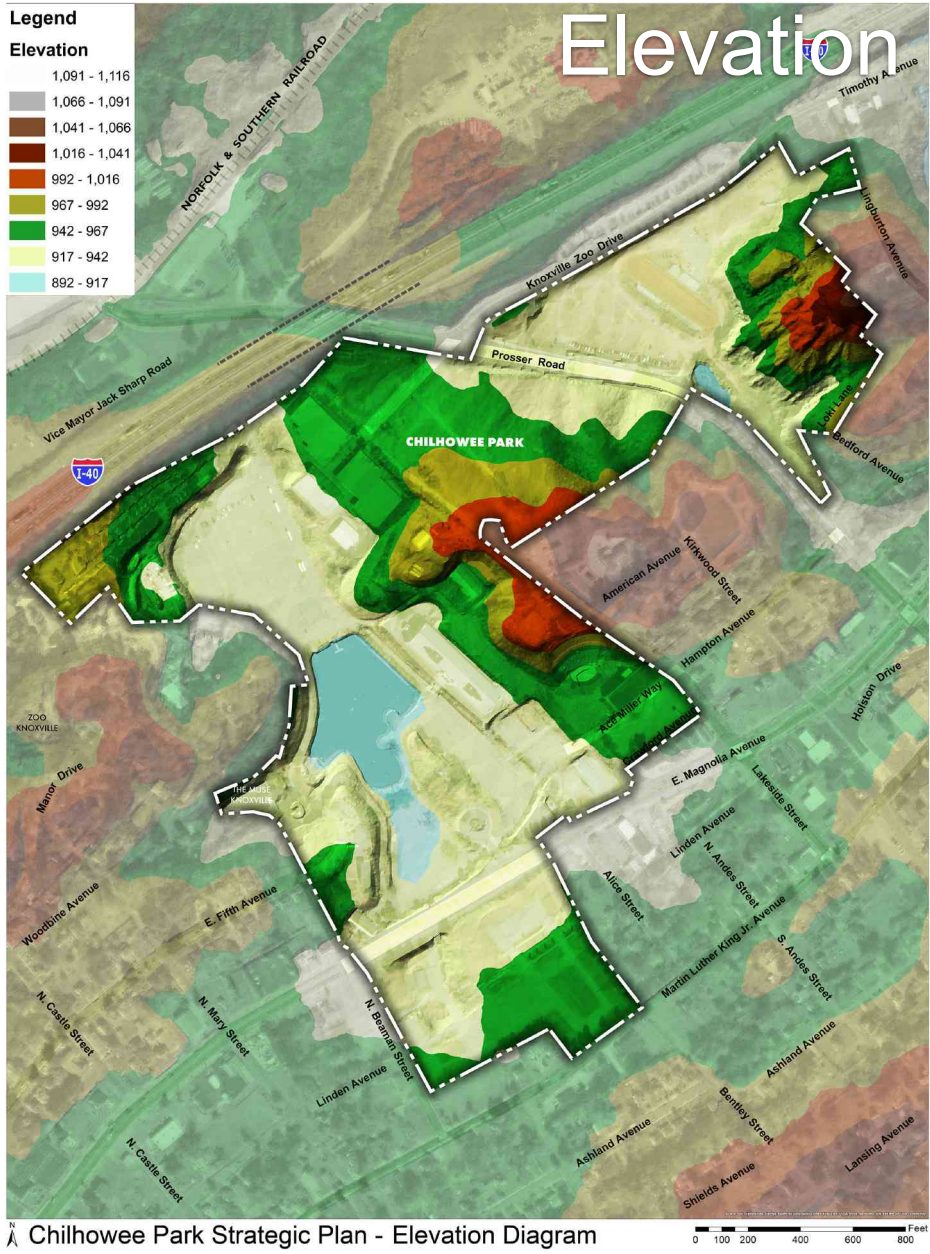 Legend
Elevation
1,091 - 1,116
1,066 - 1,091
1,041 - 1,066
1,016 - 1,041
992 - 1,016
967 - 992
942 - 967
917 - 942
892 - 917
Elevation
NORFOLK & SOUTHERN RAILROAD
Timothy Avenue
Lingburton Avenue
Knoxville Zoo Drive
Prosser Road
Vice Mayor Jack Sharp Road
I-40
Loki Lane
Bedford Avenue
CHILHOWEE PARK
American Avenue
Kirkwood Street
Hampton Avenue
Holston Drive
Ace Miller Way
Avenue
E. Magnolia Avenue
ZOO
KNOXVILLE
Manor Drive
THE MUSE
KNOXVILLE
Lakeside Street
Linden Avenue
N. Andes Street
Alice Street
Martin Luther King Jr. Avenue
S. Andes Street
Woodbine Avenue
E. Fifth Avenue
N. Castle Street
N. Mary Street
N. Beaman Street
Linden Avenue
Ashland Avenue
Bentley Street
Ashland Avenue
N. Castle Street
Shields Avenue
Lansing Avenue
N
Chilhowee Park Strategic Plan - Elevation Diagram
Feet
0 100 200 400 600 800